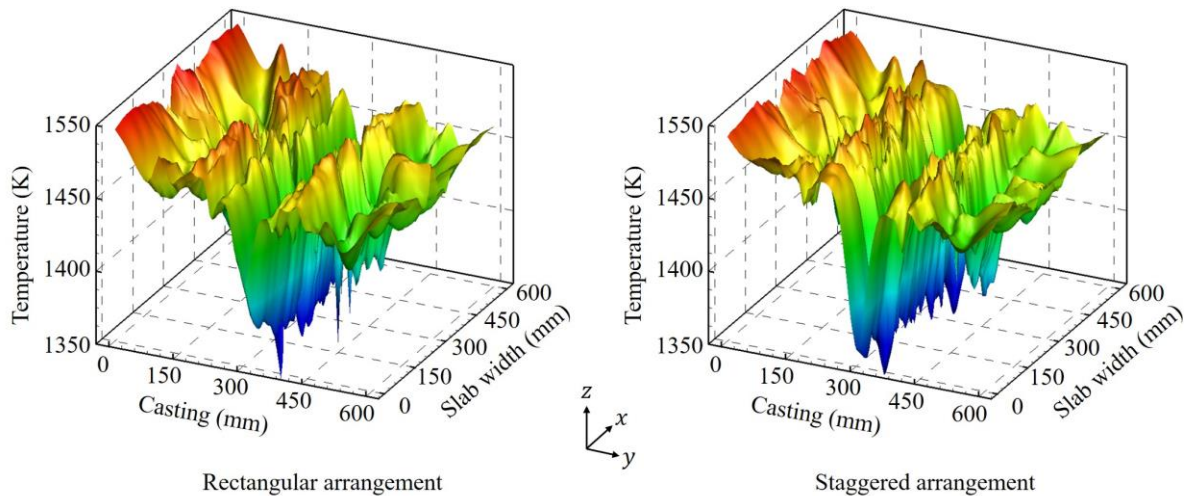 1550
1450
1400
1350
Temperature (K)
0
150
300
450
600
Casting (mm)
0
150
300
450
600
Slab width (mm)
Rectangular arrangement
z
x
y
1550
1450
1400
1350
Temperature (K)
0
150
300
450
600
Casting (mm)
0
150
300
450
600
Slab width (mm)
Staggered arrangement